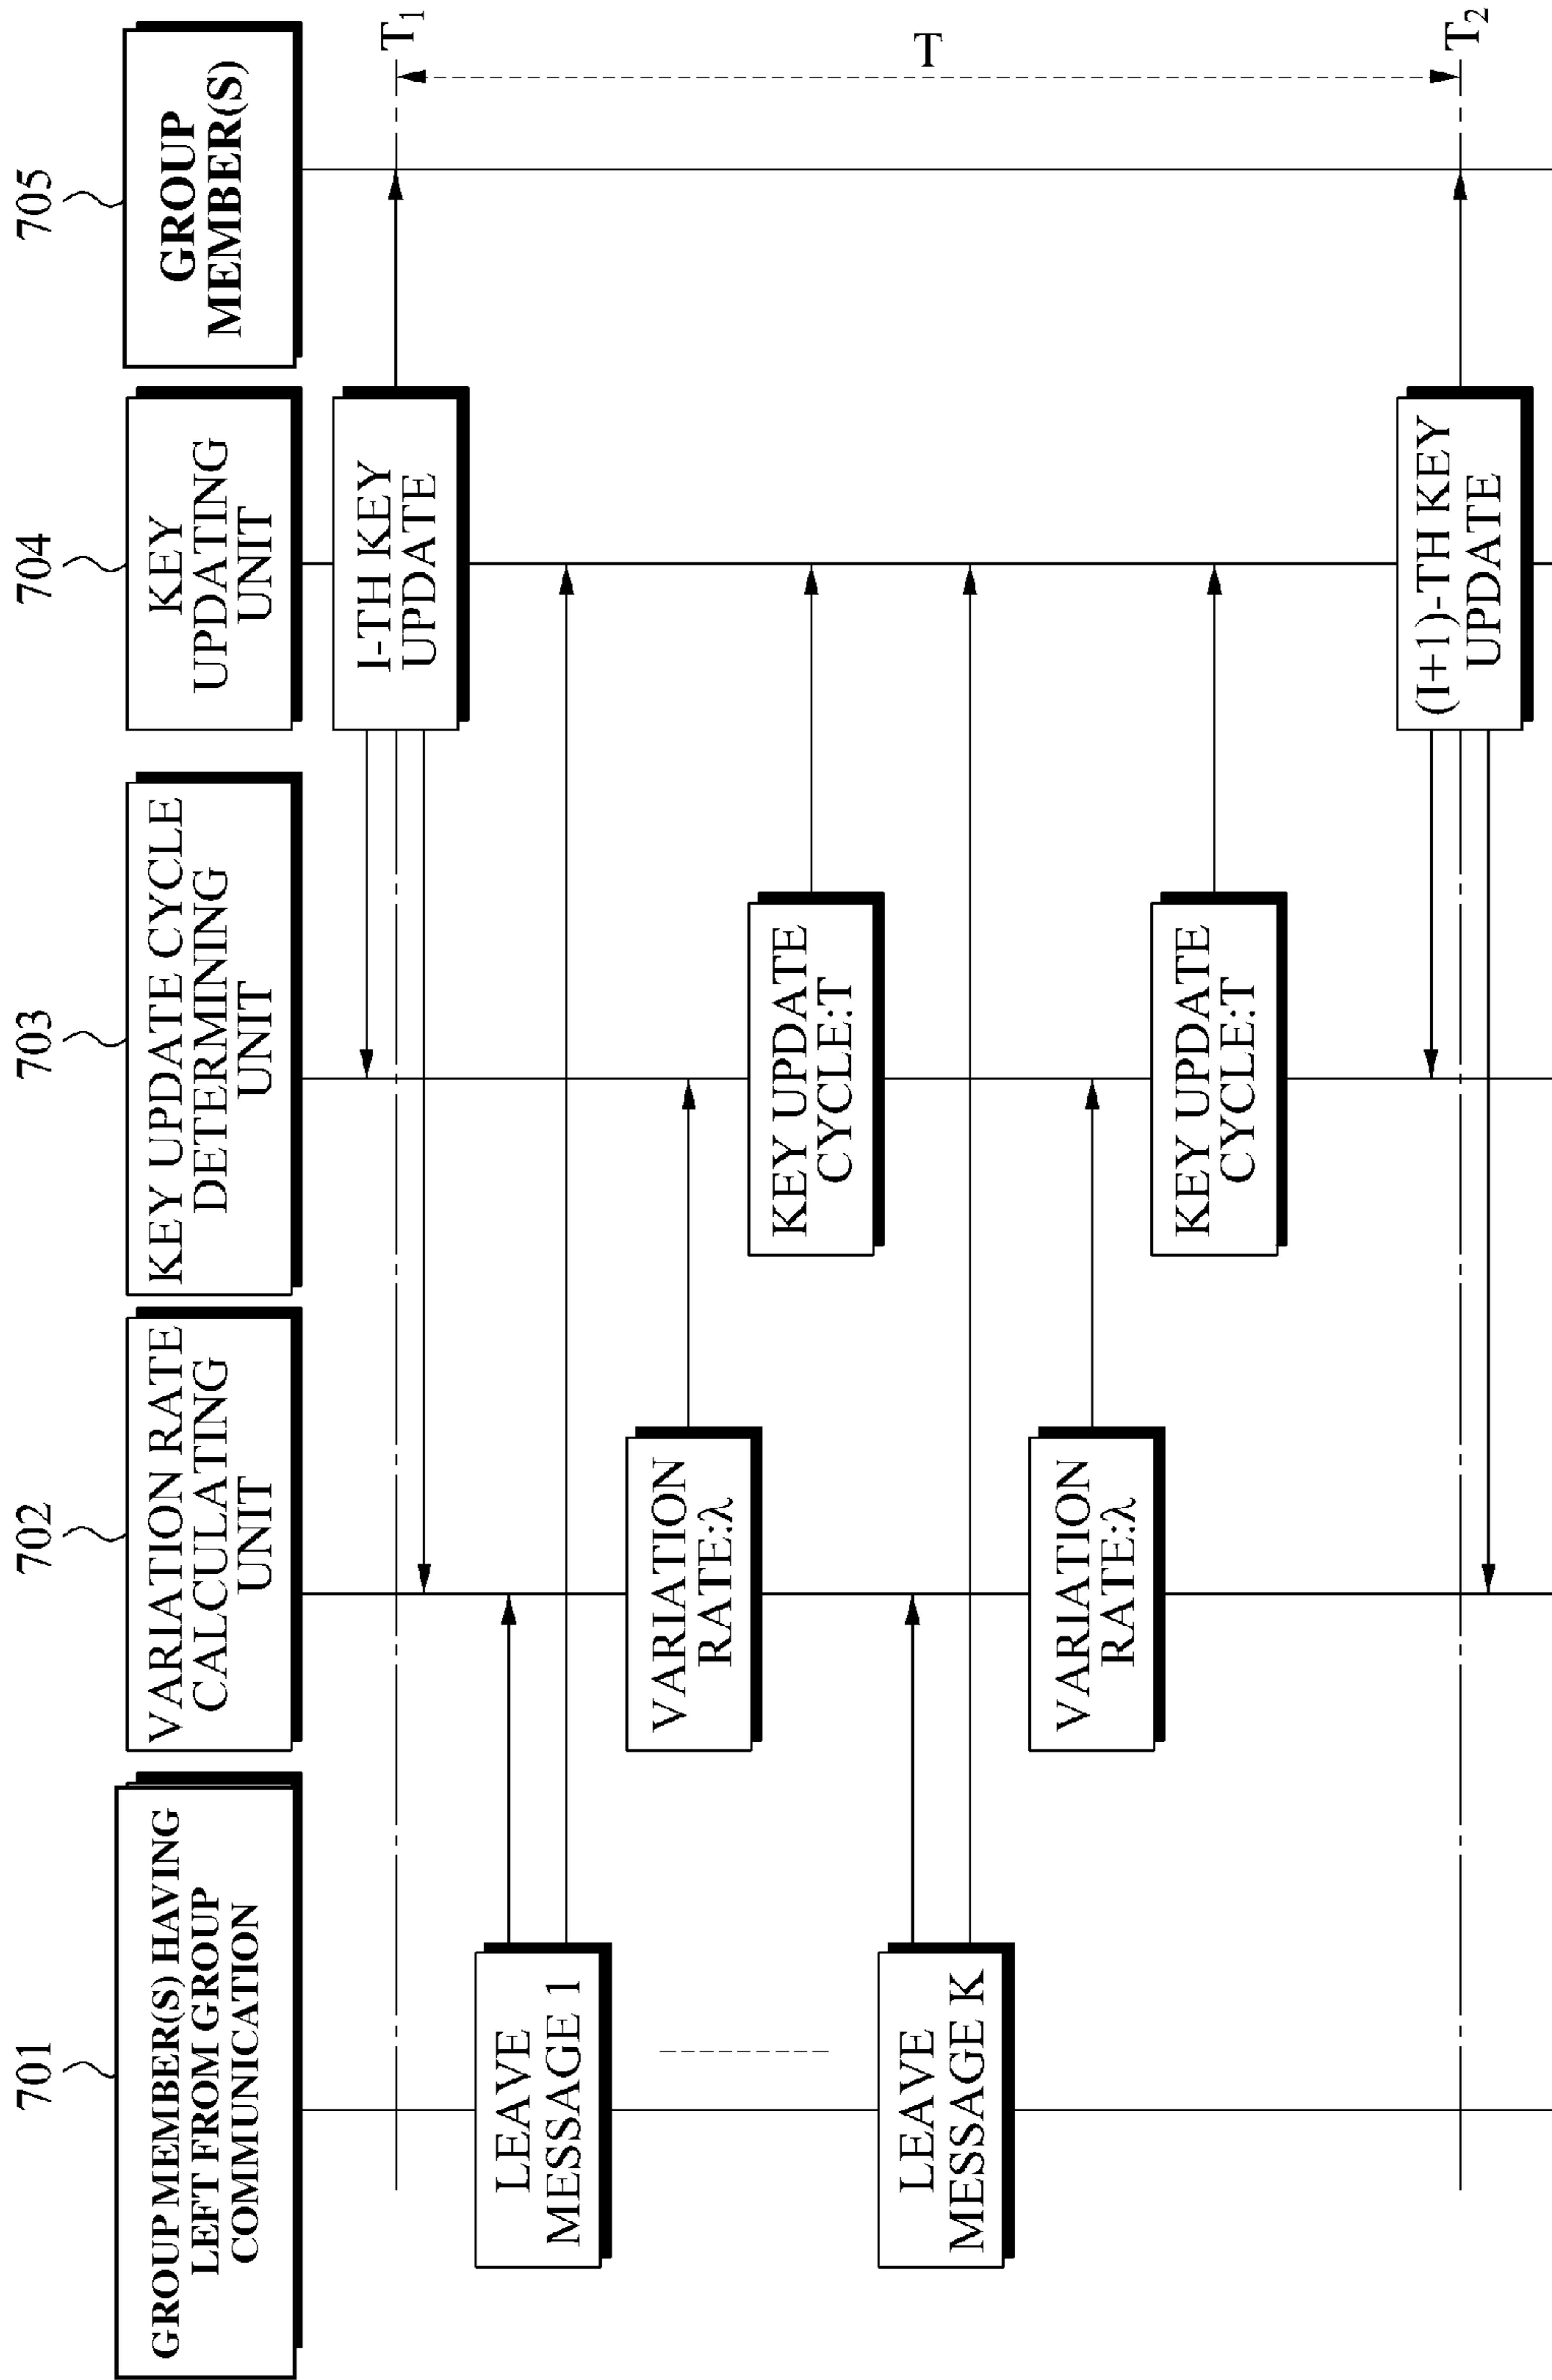 701
702
703
704
705
GROUP MEMBER(S) HAVING
LEFT FROM GROUP
COMMUNICATION
VARIATION RATE
CALCULATING
UNIT
KEY UPDATE CYCLE
DETERMINING
UNIT
KEY
UPDATING
UNIT
GROUP
MEMBER(S)
I-TH KEY
UPDATE
T1
LEAVE
MESSAGE 1
VARIATION
RATE:λ
KEY UPDATE
CYCLE:T
T
LEAVE
MESSAGE K
VARIATION
RATE:λ
KEY UPDATE
CYCLE:T
(I+1)-TH KEY
UPDATE
T2